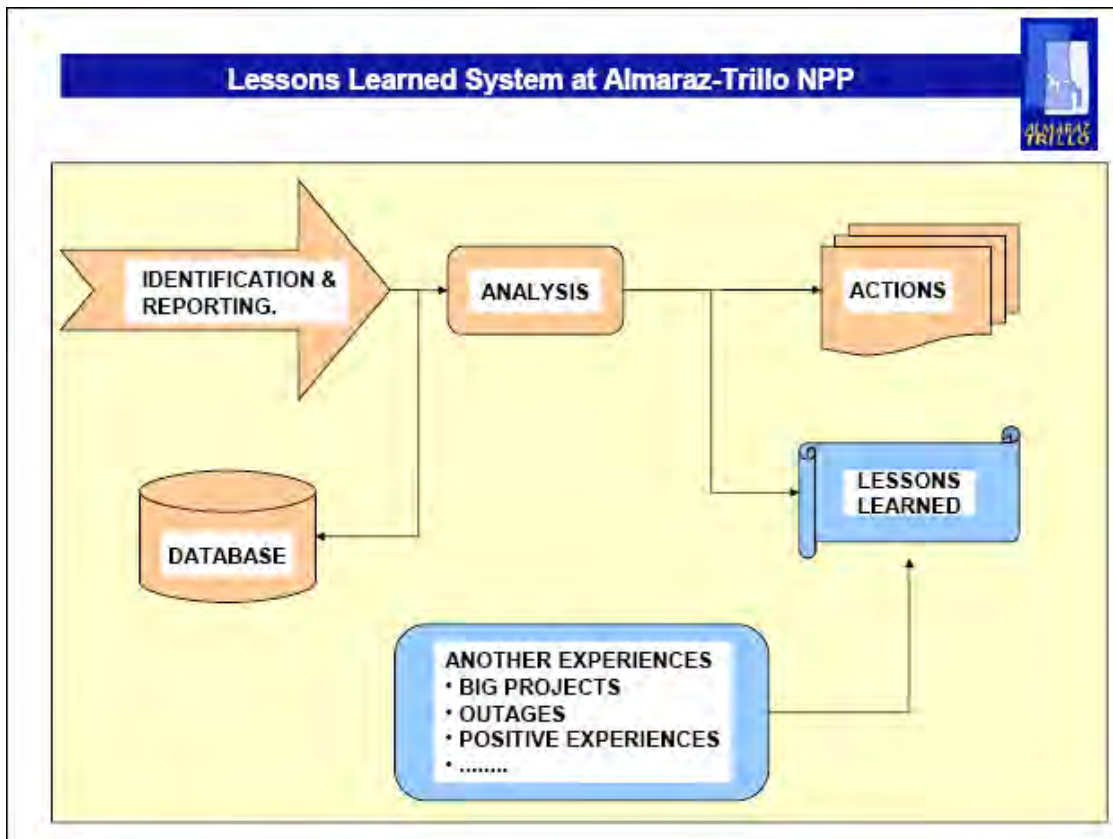 Lessons Learned System at Almaraz-Trillo NPP
ALMARAZ
TRILLO
IDENTIFICATION &
REPORTING.
ANALYSIS
ACTIONS
LESSONS
LEARNED
DATABASE
ANOTHER EXPERIENCES
• BIG PROJECTS
• OUTAGES
• POSITIVE EXPERIENCES
• ........